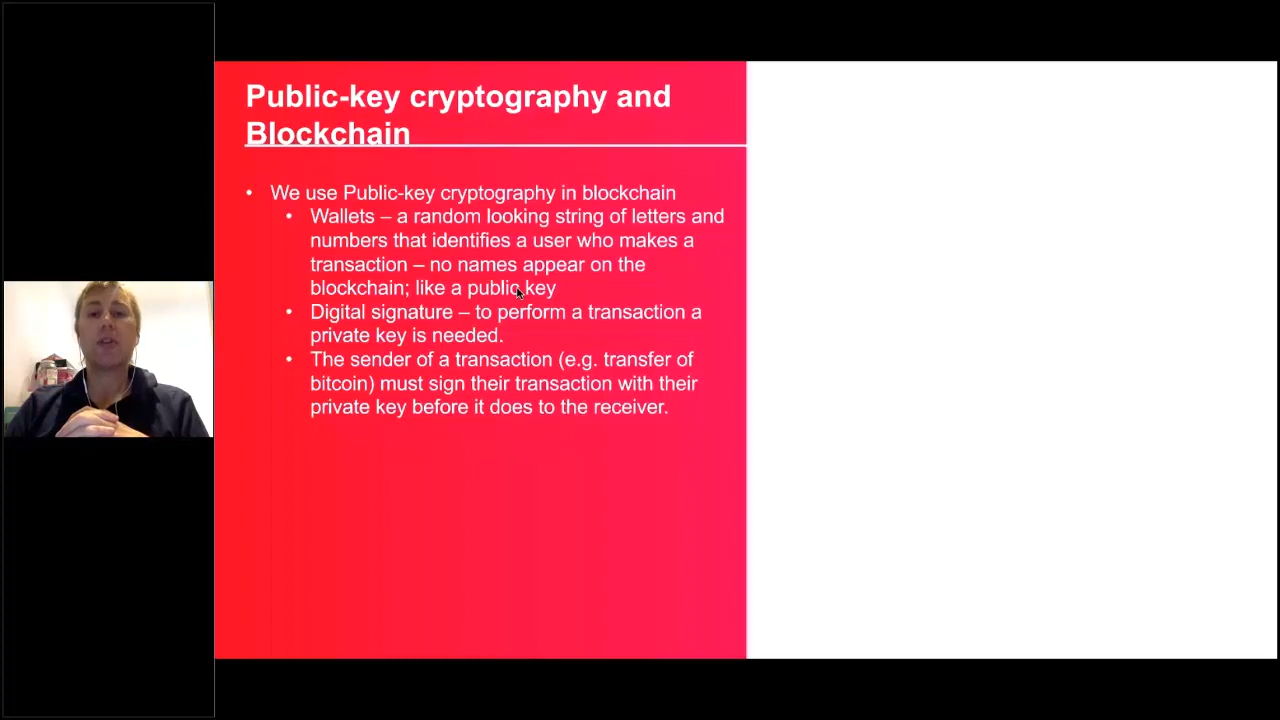 Public-key cryptography and
Blockchain
• We use Public-key cryptography in blockchain
• Wallets – a random looking string of letters and
numbers that identifies a user who makes a
transaction – no names appear on the
blockchain; like a public key
• Digital signature – to perform a transaction a
private key is needed.
• The sender of a transaction (e.g. transfer of
bitcoin) must sign their transaction with their
private key before it does to the receiver.